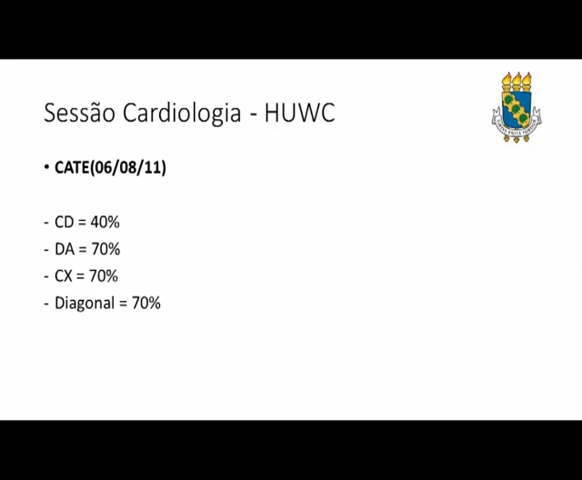 Sessão Cardiologia - HUWC
• CATE(06/08/11)
- CD = 40%
- DA = 70%
- CX = 70%
- Diagonal = 70%